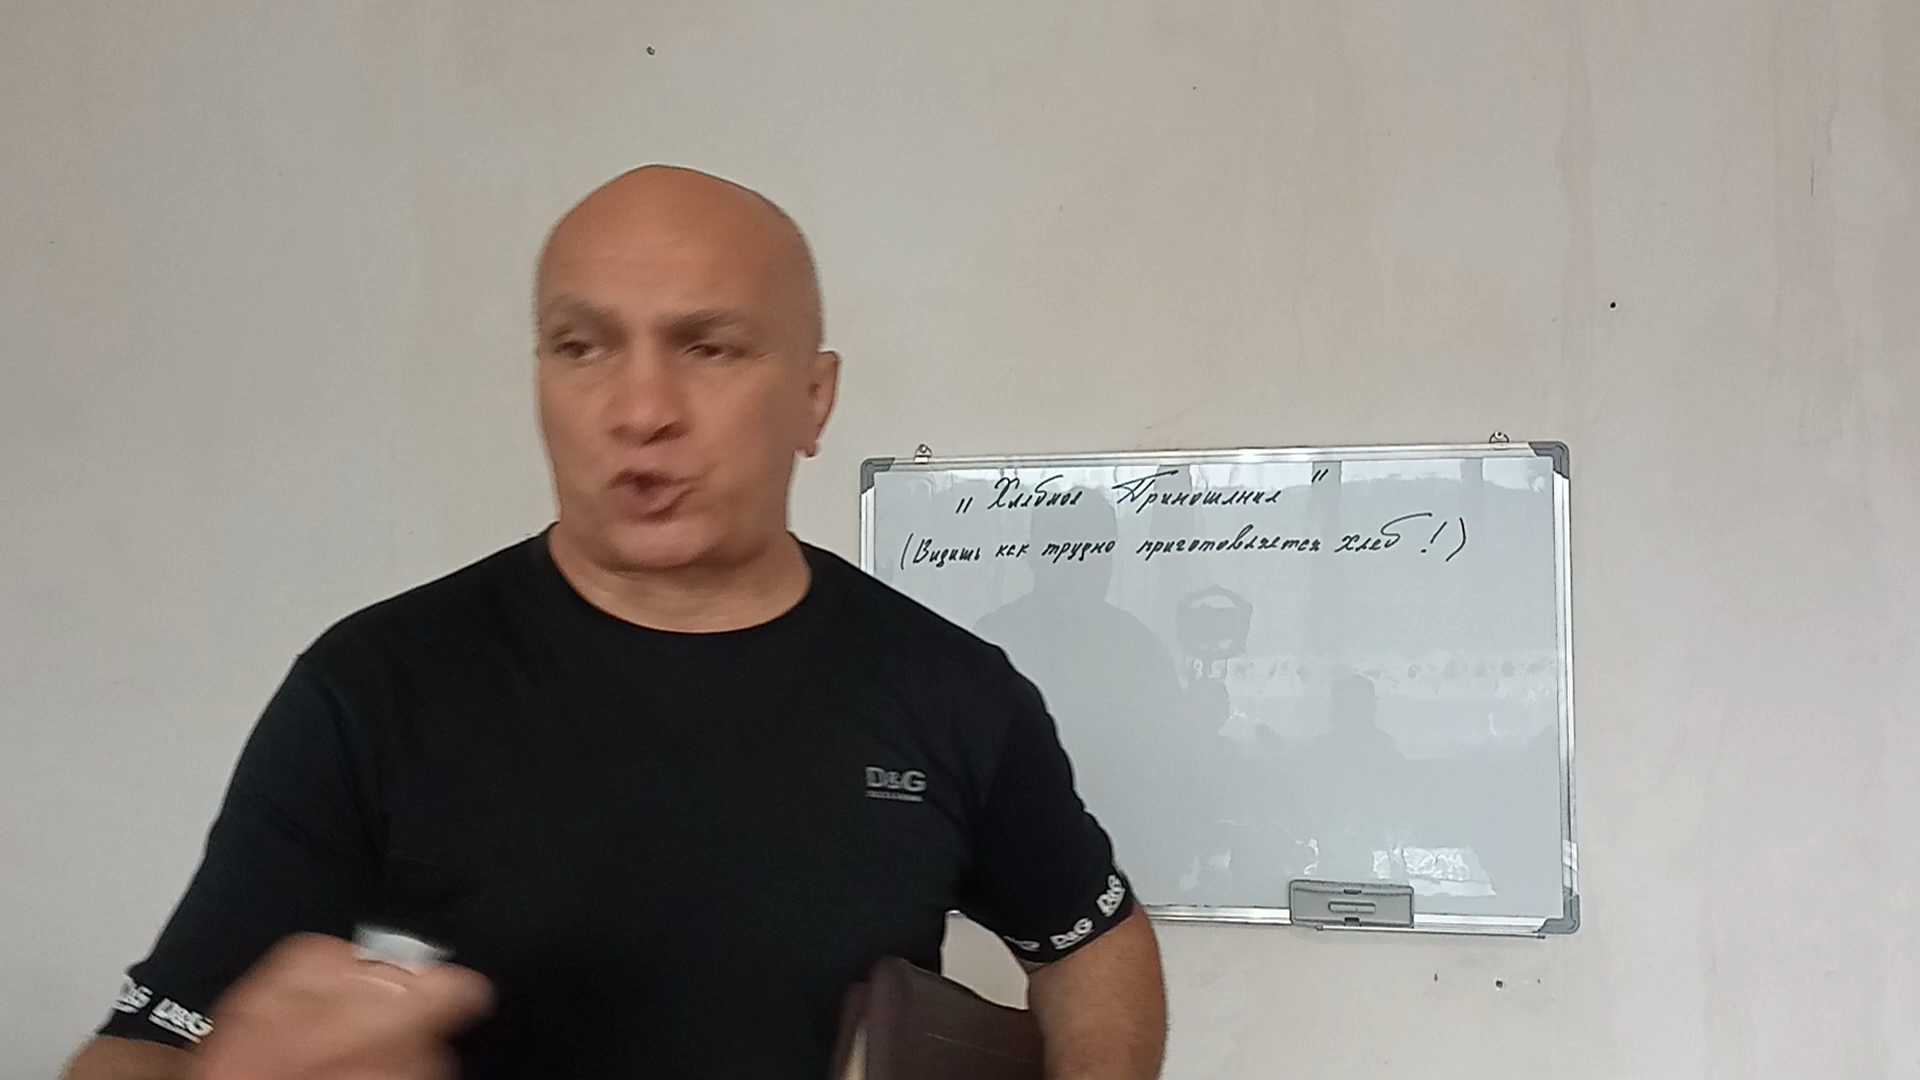 „ Хлебное Приношение "
(Видишь как трудно приготовляется хлеб !)
D&G
D&G
D&G
D&G
D&G